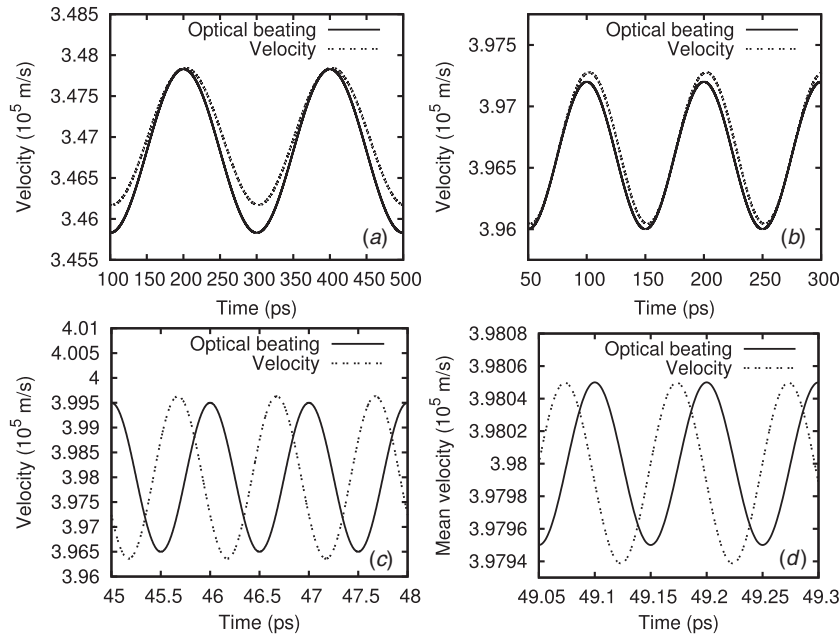 3.485
3.48
3.475
3.47
3.465
3.46
3.455
Velocity (10^5 m/s)
Optical beating
Velocity
(a)
100 150 200 250 300 350 400 450 500
Time (ps)
3.975
3.97
3.965
3.96
Velocity (10^5 m/s)
Optical beating
Velocity
(b)
50 100 150 200 250 300
Time (ps)
4.01
4.005
4
3.995
3.99
3.985
3.98
3.975
3.97
3.965
3.96
Velocity (10^5 m/s)
Optical beating
Velocity
(c)
45 45.5 46 46.5 47 47.5 48
Time (ps)
3.9808
3.9806
3.9804
3.9802
3.98
3.9798
3.9796
3.9794
Mean velocity (10^5 m/s)
Optical beating
Velocity
(d)
49.05 49.1 49.15 49.2 49.25 49.3
Time (ps)